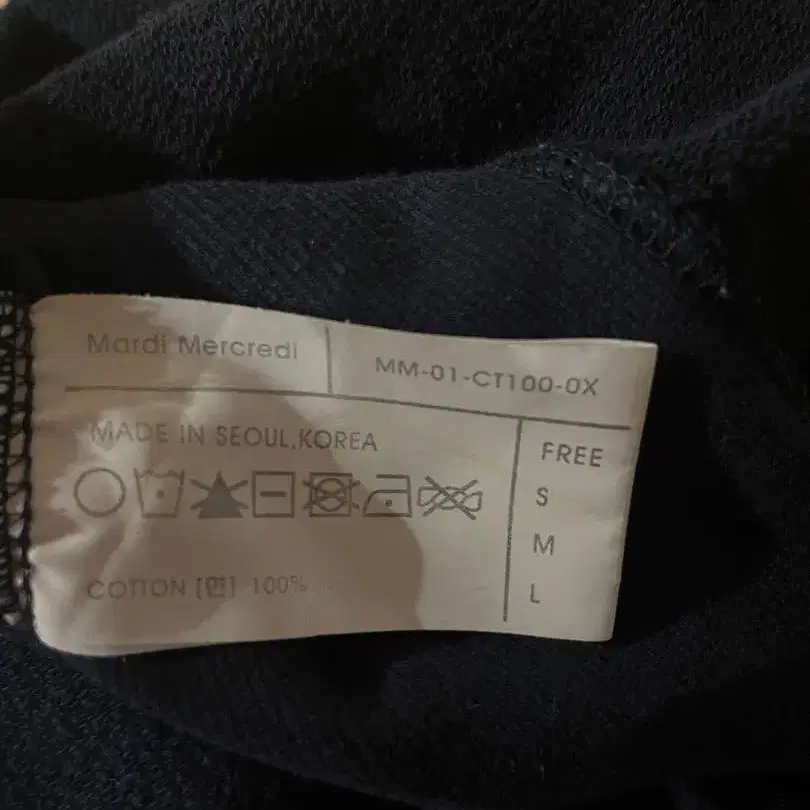 Mardi Mercredi
MM-01-CT100-0X
MADE IN SEOUL,KOREA
COTTON [면] 100%
FREE
S
M
L